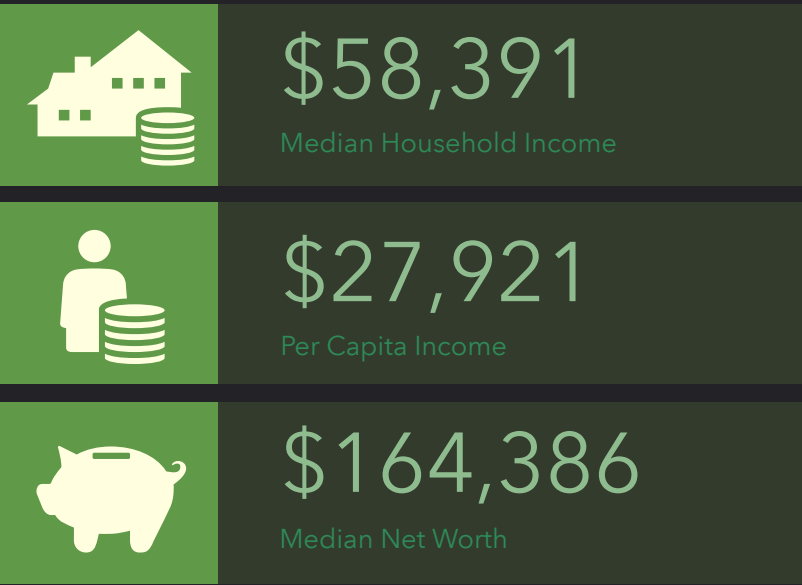 $58,391
Median Household Income
$27,921
Per Capita Income
$164,386
Median Net Worth